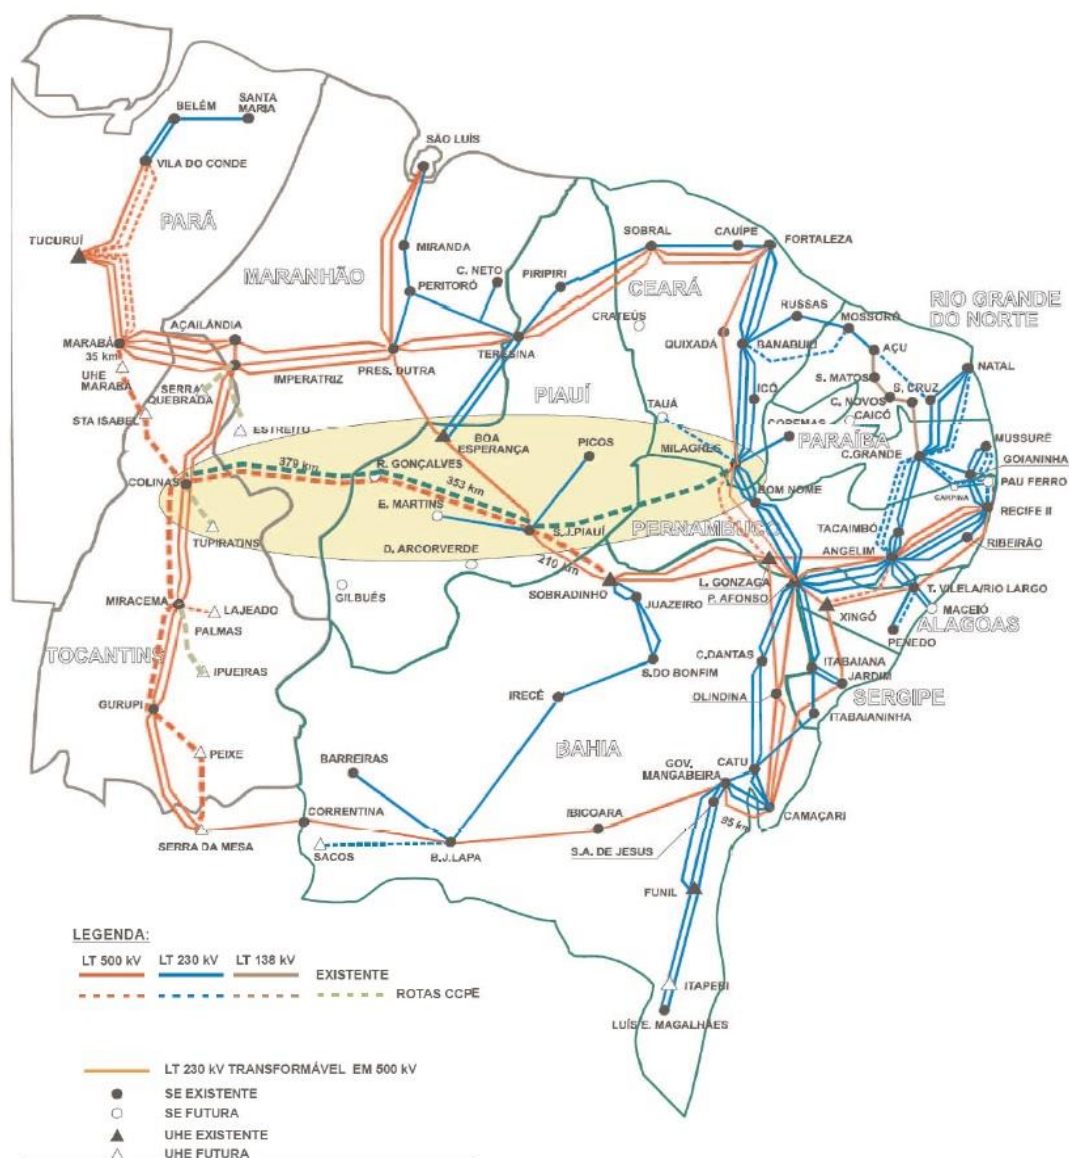 SANTA
MARIA
BELÉM
SÃO LUÍS
VILA DO CONDE
PARÁ
TUCURUÍ
MIRANDA
SOBRAL
CAUÍPE
FORTALEZA
MARANHÃO
C. NETO
PIRIPIRI
PERITORÓ
CEARÁ
RIO GRANDE
DO NORTE
RUSSAS
CRATEÚS
MOSSORÓ
AÇAILÂNDIA
MARABÁ
35 km
TERESINA
QUIXADÁ
BANABUIÚ
AÇU
NATAL
UHE
MARABÁ
IMPERATRIZ
PRES. DUTRA
SERRA
QUEBRADA
PIAUÍ
ICÓ
S. MATOS
S. CRUZ
C. NOVOS
CAICÓ
TAUÁ
STA ISABEL
ESTREITO
BOA
ESPERANÇA
PICOS
MILAGRES
COREMAS
PARAÍBA
MUSSURÉ
C.GRANDE
GOIANINHA
379 km
R. GONÇALVES
COLINAS
353 km
PAU FERRO
CARPINA
BOM NOME
E. MARTINS
RECIFE II
S.J.PIAUÍ
PERNAMBUCO
TACAIMBÓ
TUPIRATINS
D. ARCORVERDE
210 km
ANGELIM
RIBEIRÃO
L. GONZAGA
P. AFONSO
GILBUÉS
SOBRADINHO
JUAZEIRO
T. VILELA/RIO LARGO
MIRACEMA
LAJEADO
XINGÓ
MACEIÓ
PALMAS
ALAGOAS
PENEDO
TOCANTINS
IPUEIRAS
S.DO BONFIM
C.DANTAS
ITABAIANA
JARDIM
GURUPI
IRECÊ
OLINDINA
SERGIPE
ITABAIANINHA
PEIXE
BAHIA
BARREIRAS
GOV.
MANGABEIRA
CATU
CORRENTINA
IBICOARA
95 km
CAMAÇARI
SERRA DA MESA
SACOS
B.J.LAPA
S.A. DE JESUS
FUNIL
ITAPEBI
LUÍS E. MAGALHÃES
LEGENDA:
LT 500 kV LT 230 kV LT 138 kV
EXISTENTE
ROTAS CCPE
LT 230 kV TRANSFORMÁVEL EM 500 kV
SE EXISTENTE
SE FUTURA
UHE EXISTENTE
UHE FUTURA